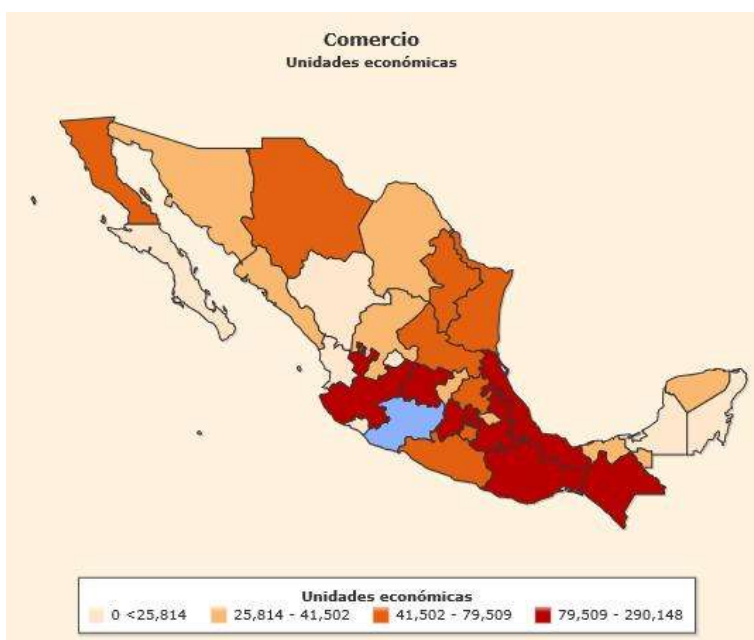 Comercio
Unidades económicas
Unidades económicas
0 <25,814 25,814 - 41,502 41,502 - 79,509 79,509 - 290,148